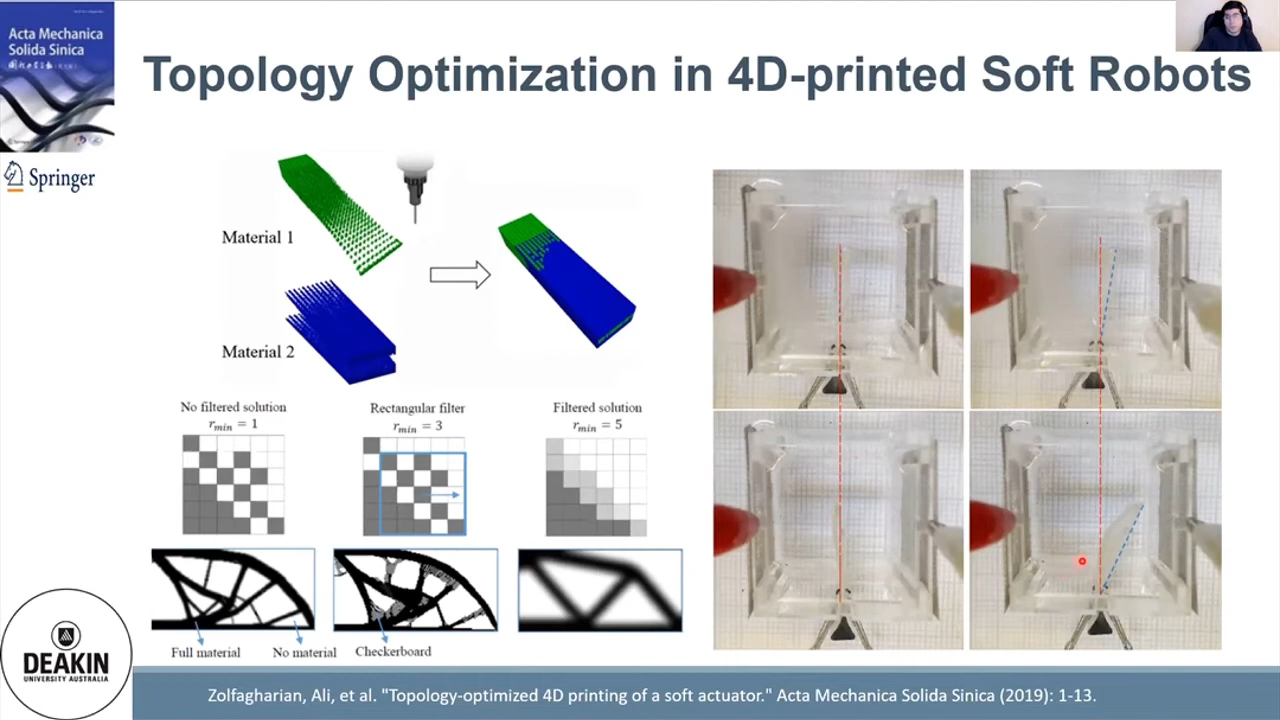 Acta Mechanica
Solida Sinica
Springer
Topology Optimization in 4D-printed Soft Robots
Material 1
Material 2
No filtered solution
r_min = 1
Rectangular filter
r_min = 3
Filtered solution
r_min = 5
Full material
No material
Checkerboard
DEAKIN
UNIVERSITY AUSTRALIA
Zolfagharian, Ali, et al. "Topology-optimized 4D printing of a soft actuator." Acta Mechanica Solida Sinica (2019): 1-13.